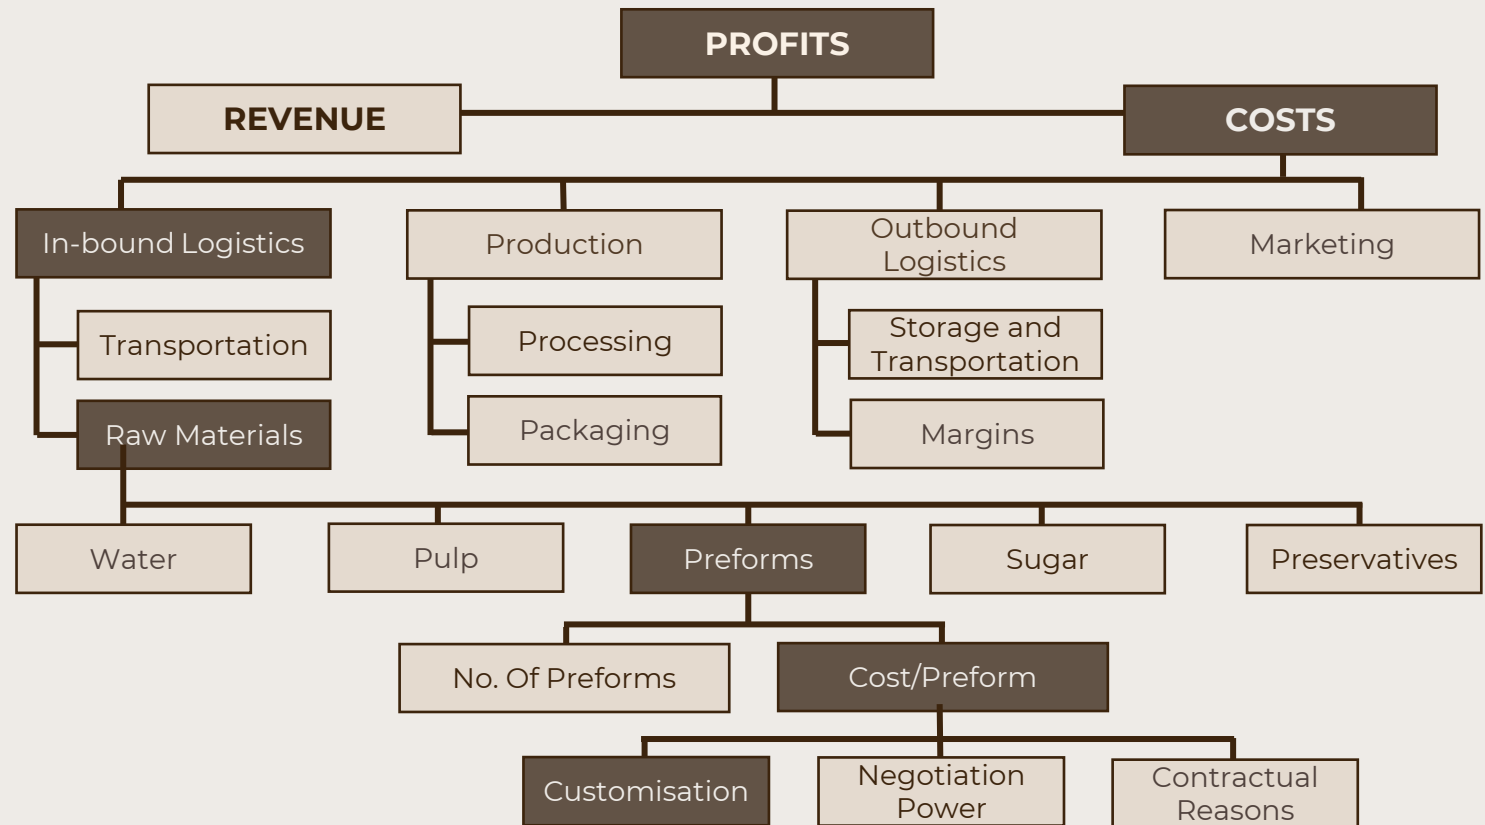 PROFITS
REVENUE
COSTS
In-bound Logistics
Production
Outbound
Logistics
Marketing
Transportation
Processing
Storage and
Transportation
Raw Materials
Packaging
Margins
Water
Pulp
Preforms
Sugar
Preservatives
No. Of Preforms
Cost/Preform
Customisation
Negotiation
Power
Contractual
Reasons